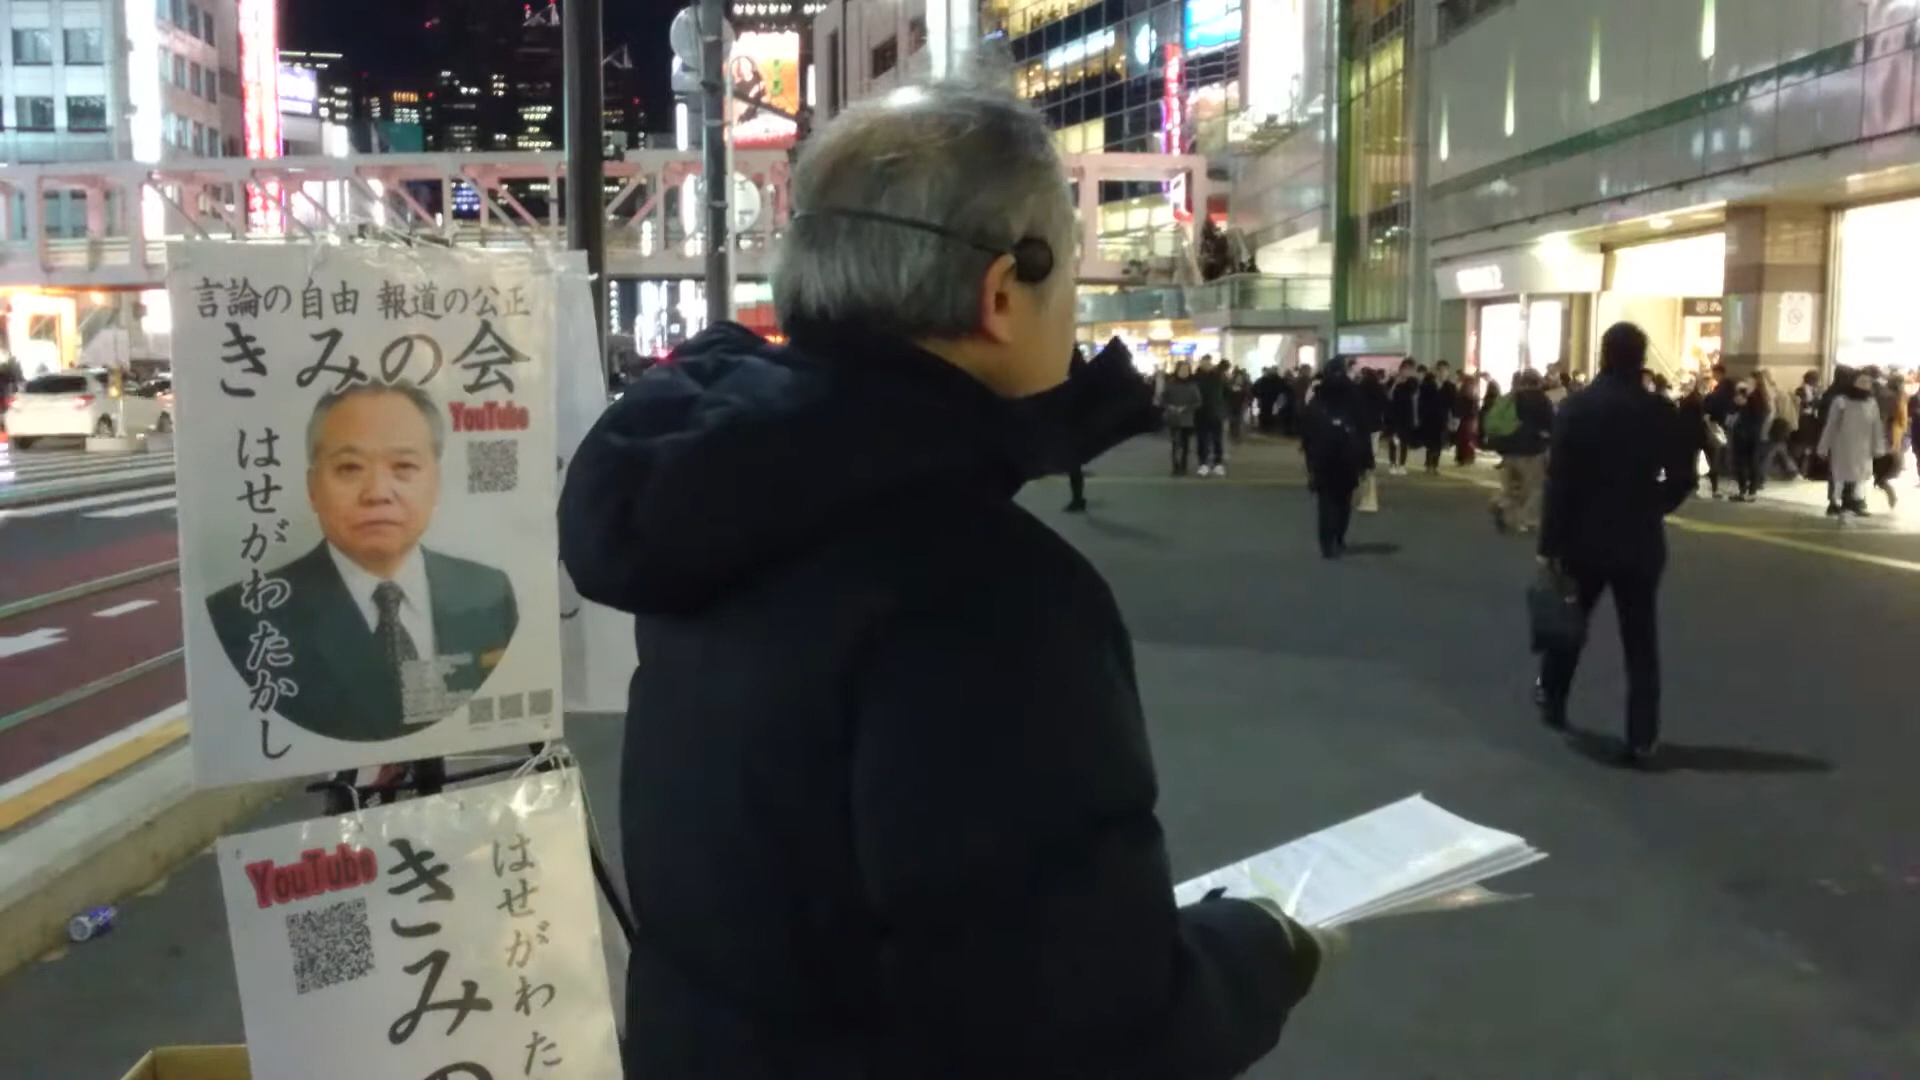 言論の自由 報道の公正
きみの会
YouTube
はせがわたかし
YouTube
きみの
はせがわた